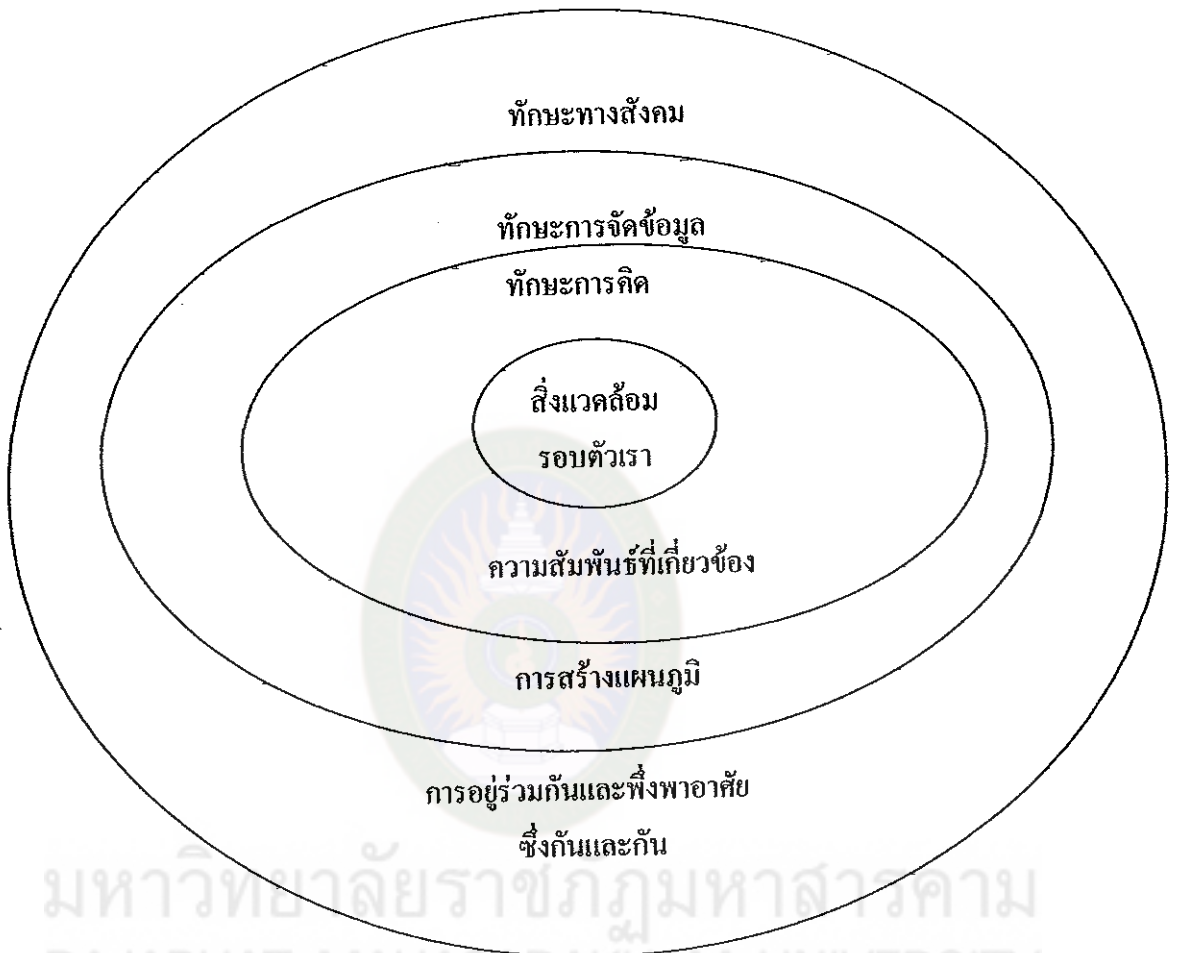 ทักษะทางสังคม
ทักษะการจัดข้อมูล
ทักษะการคิด
สิ่งแวดล้อม
รอบตัวเรา
ความสัมพันธ์ที่เกี่ยวข้อง
การสร้างแผนภูมิ
การอยู่ร่วมกันและพึ่งพาอาศัย
ซึ่งกันและกัน
มหาวิทยาลัยราชภัฏมหาสารคาม